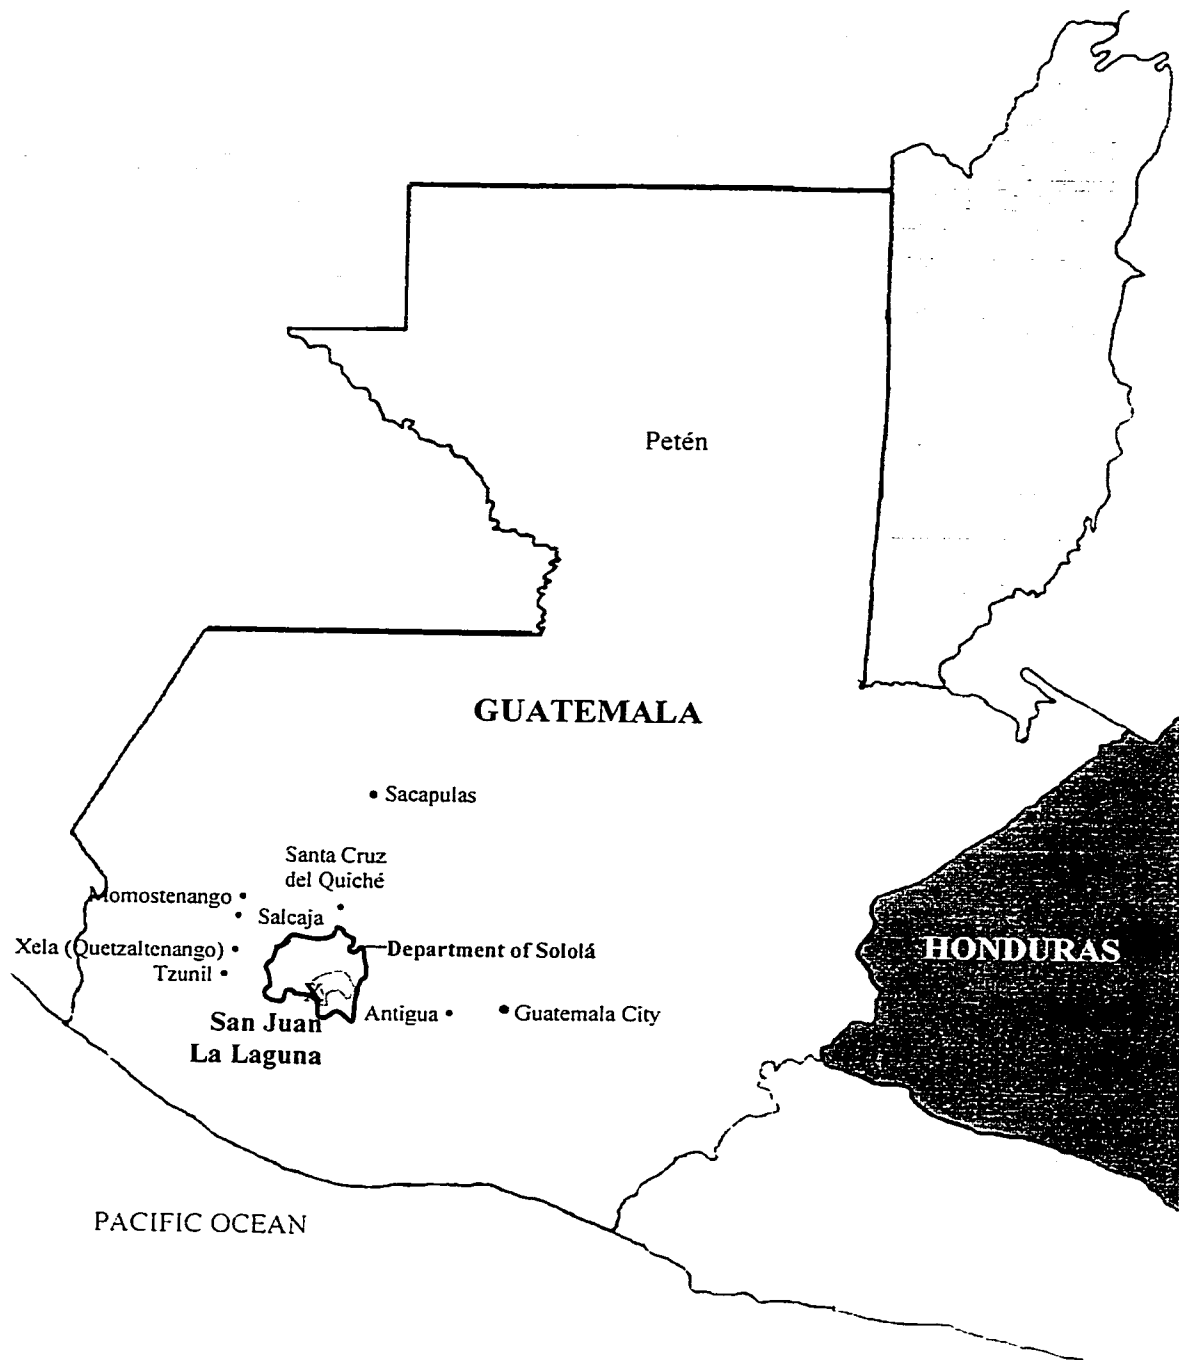 Petén
GUATEMALA
Sacapulas
Santa Cruz
del Quiché
Momostenango
Salcaja
Xela (Quetzaltenango)
Department of Sololá
HONDURAS
Tzunil
X
San Juan
La Laguna
Antigua
Guatemala City
PACIFIC OCEAN